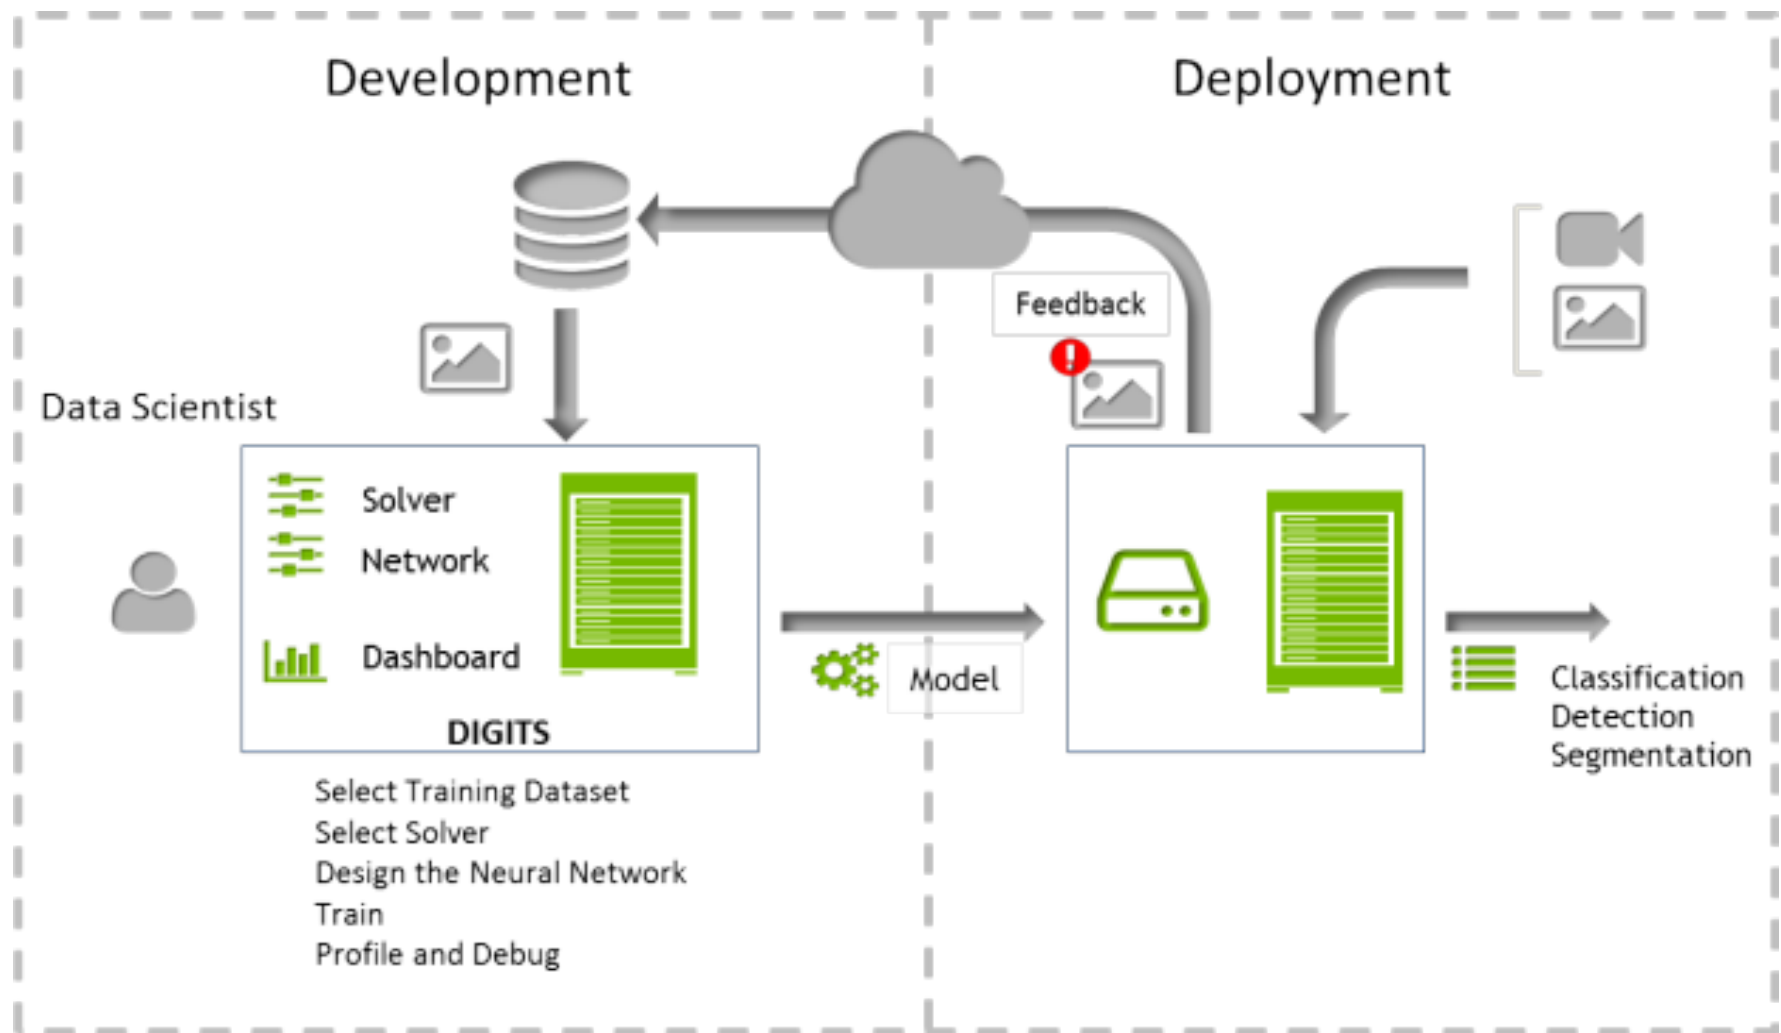 Development
Deployment
Feedback
Data Scientist
Solver
Network
Dashboard
DIGITS
Model
Classification
Detection
Segmentation
Select Training Dataset
Select Solver
Design the Neural Network
Train
Profile and Debug